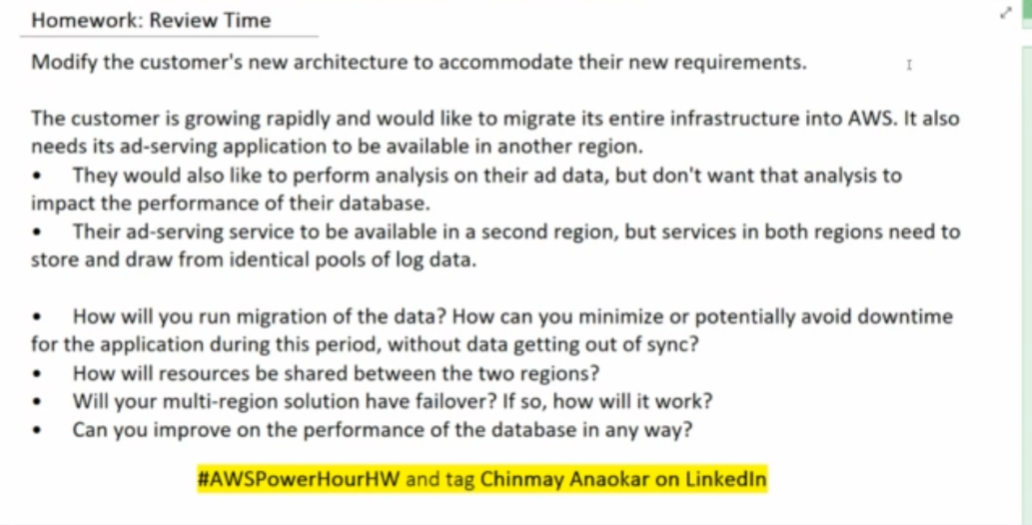 Homework: Review Time
Modify the customer's new architecture to accommodate their new requirements.
The customer is growing rapidly and would like to migrate its entire infrastructure into AWS. It also
needs its ad-serving application to be available in another region.
• They would also like to perform analysis on their ad data, but don't want that analysis to
impact the performance of their database.
• Their ad-serving service to be available in a second region, but services in both regions need to
store and draw from identical pools of log data.
• How will you run migration of the data? How can you minimize or potentially avoid downtime
for the application during this period, without data getting out of sync?
• How will resources be shared between the two regions?
• Will your multi-region solution have failover? If so, how will it work?
• Can you improve on the performance of the database in any way?
#AWSPowerHourHW and tag Chinmay Anaokar on LinkedIn